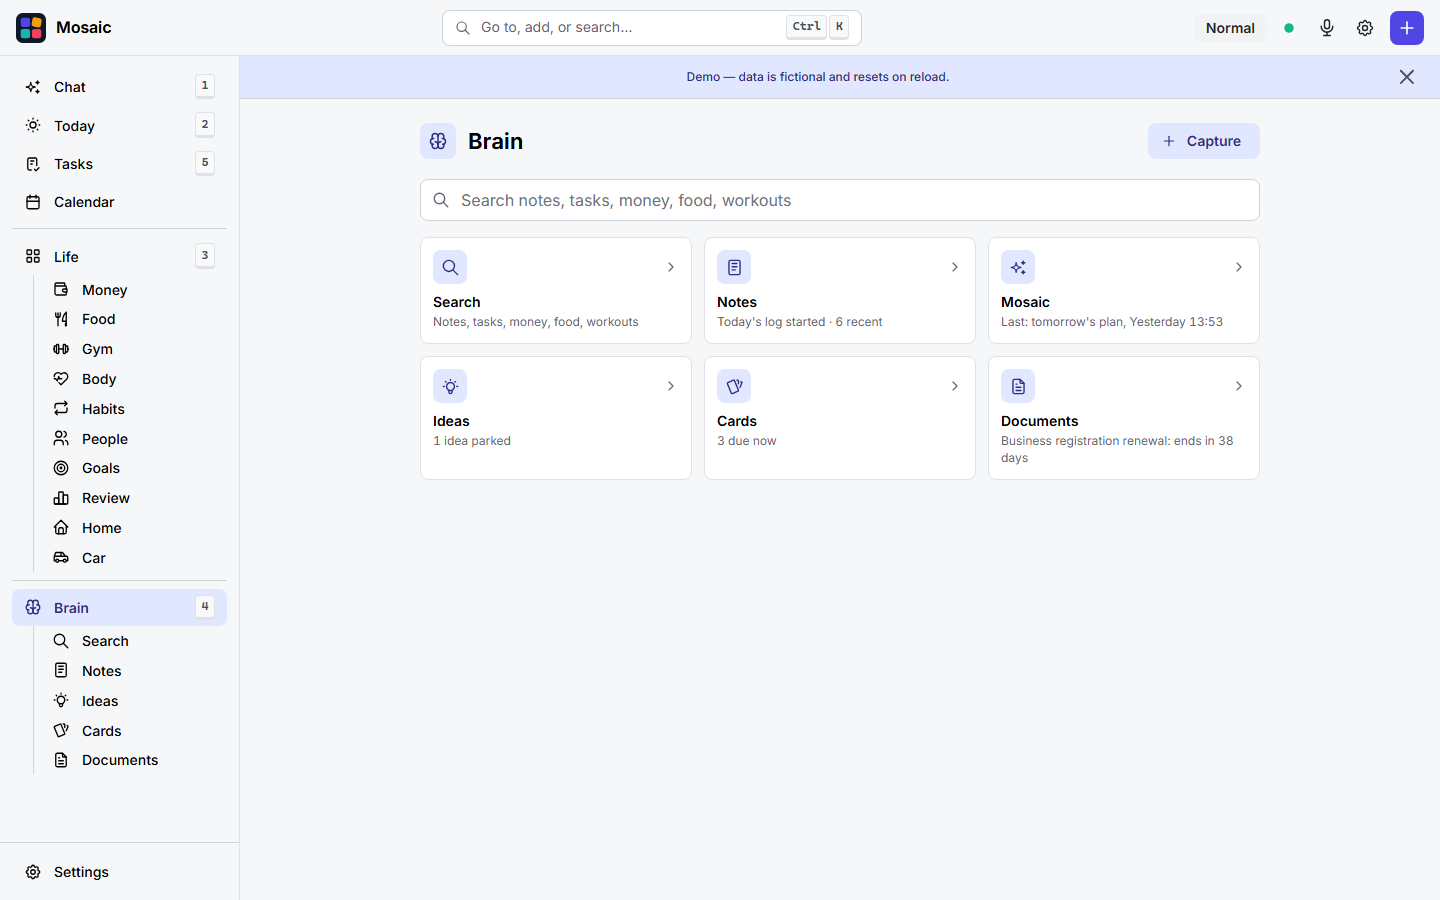 Mosaic
Go to, add, or search...
Ctrl K
Normal
Chat 1
Today 2
Tasks 5
Calendar
Life 3
Money
Food
Gym
Body
Habits
People
Goals
Review
Home
Car
Brain 4
Search
Notes
Ideas
Cards
Documents
Settings
Demo — data is fictional and resets on reload.
Brain
Capture
Search notes, tasks, money, food, workouts
Search
Notes, tasks, money, food, workouts
Notes
Today's log started · 6 recent
Mosaic
Last: tomorrow's plan, Yesterday 13:53
Ideas
1 idea parked
Cards
3 due now
Documents
Business registration renewal: ends in 38
days